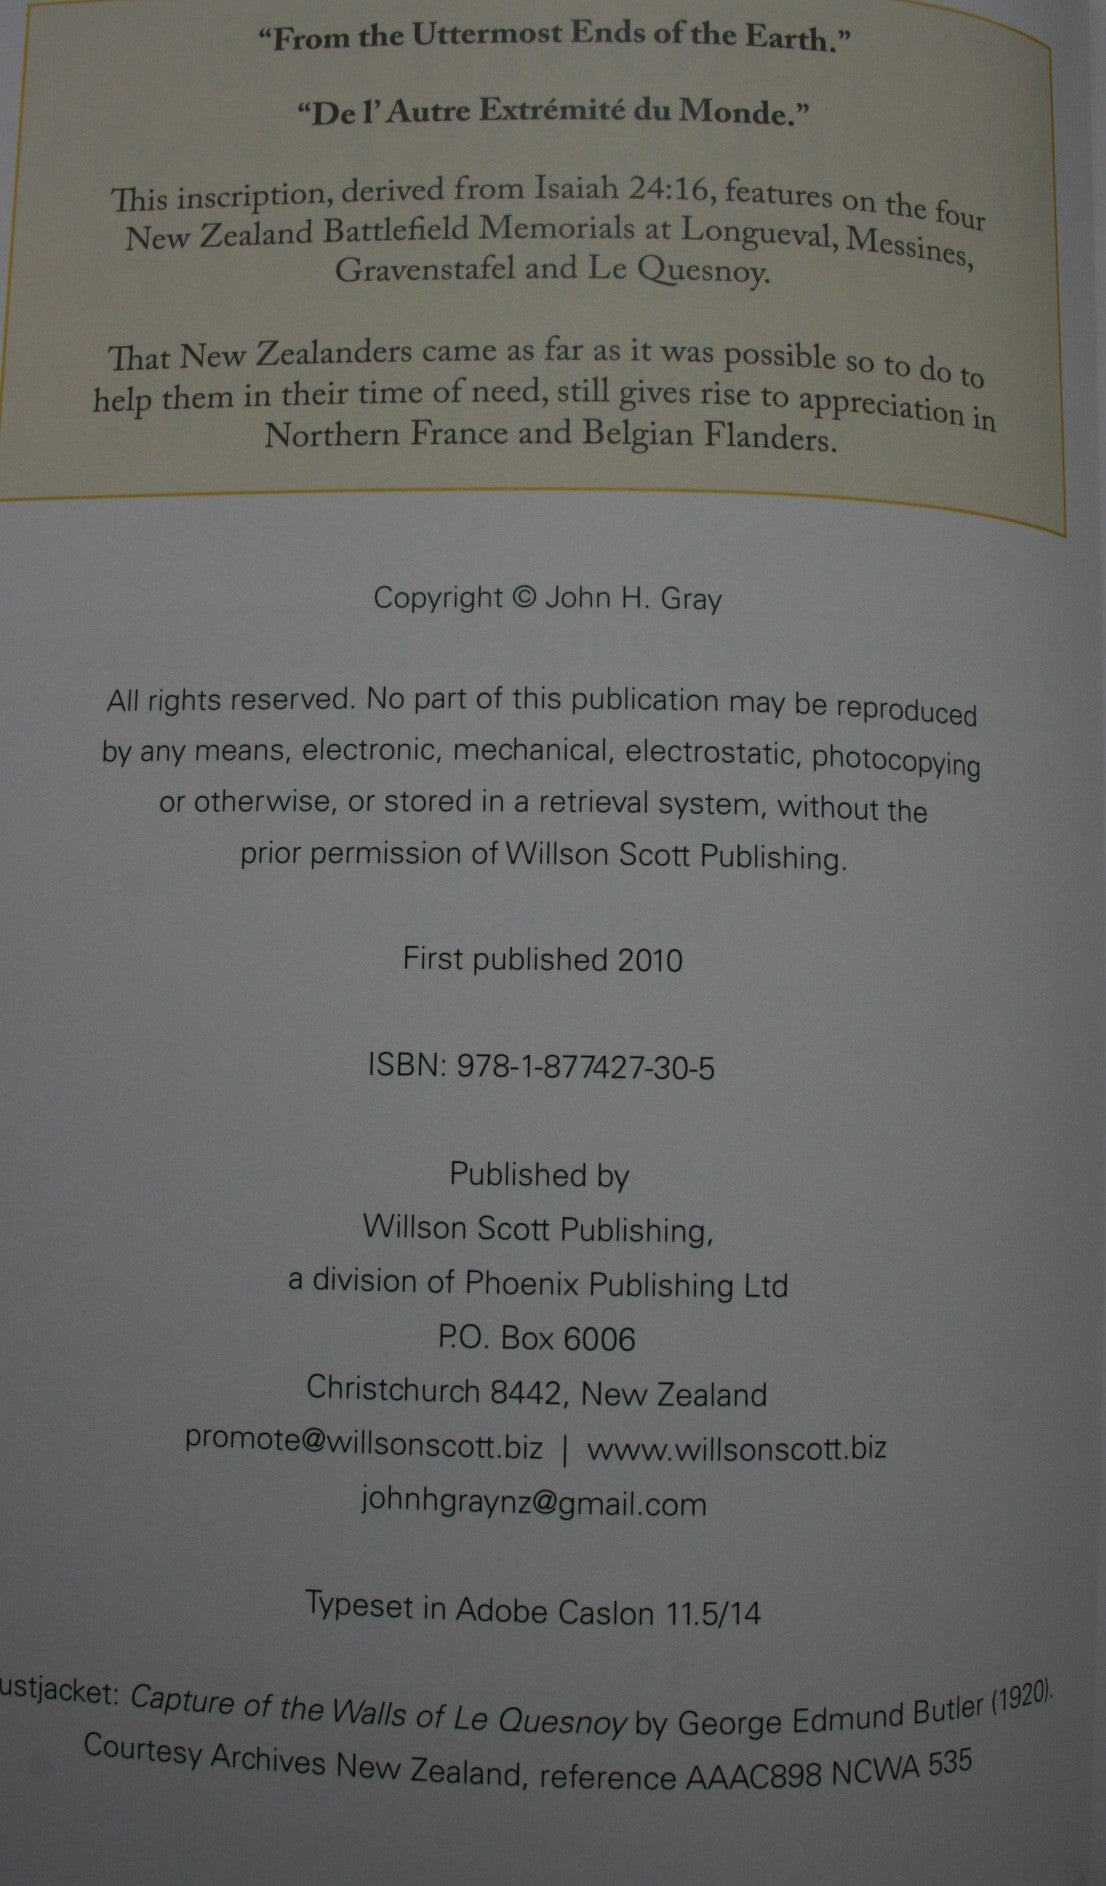 “From the Uttermost Ends of the Earth.”
“De l’ Autre Extrémité du Monde.”
This inscription, derived from Isaiah 24:16, features on the four
New Zealand Battlefield Memorials at Longueval, Messines,
Gravenstafel and Le Quesnoy.
That New Zealanders came as far as it was possible so to do to
help them in their time of need, still gives rise to appreciation in
Northern France and Belgian Flanders.
Copyright © John H. Gray
All rights reserved. No part of this publication may be reproduced
by any means, electronic, mechanical, electrostatic, photocopying
or otherwise, or stored in a retrieval system, without the
prior permission of Willson Scott Publishing.
First published 2010
ISBN: 978-1-877427-30-5
Published by
Willson Scott Publishing,
a division of Phoenix Publishing Ltd
P.O. Box 6006
Christchurch 8442, New Zealand
promote@willsonscott.biz | www.willsonscott.biz
johnhgraynz@gmail.com
Typeset in Adobe Caslon 11.5/14
ustjacket: Capture of the Walls of Le Quesnoy by George Edmund Butler (1920).
Courtesy Archives New Zealand, reference AAAC898 NCWA 535